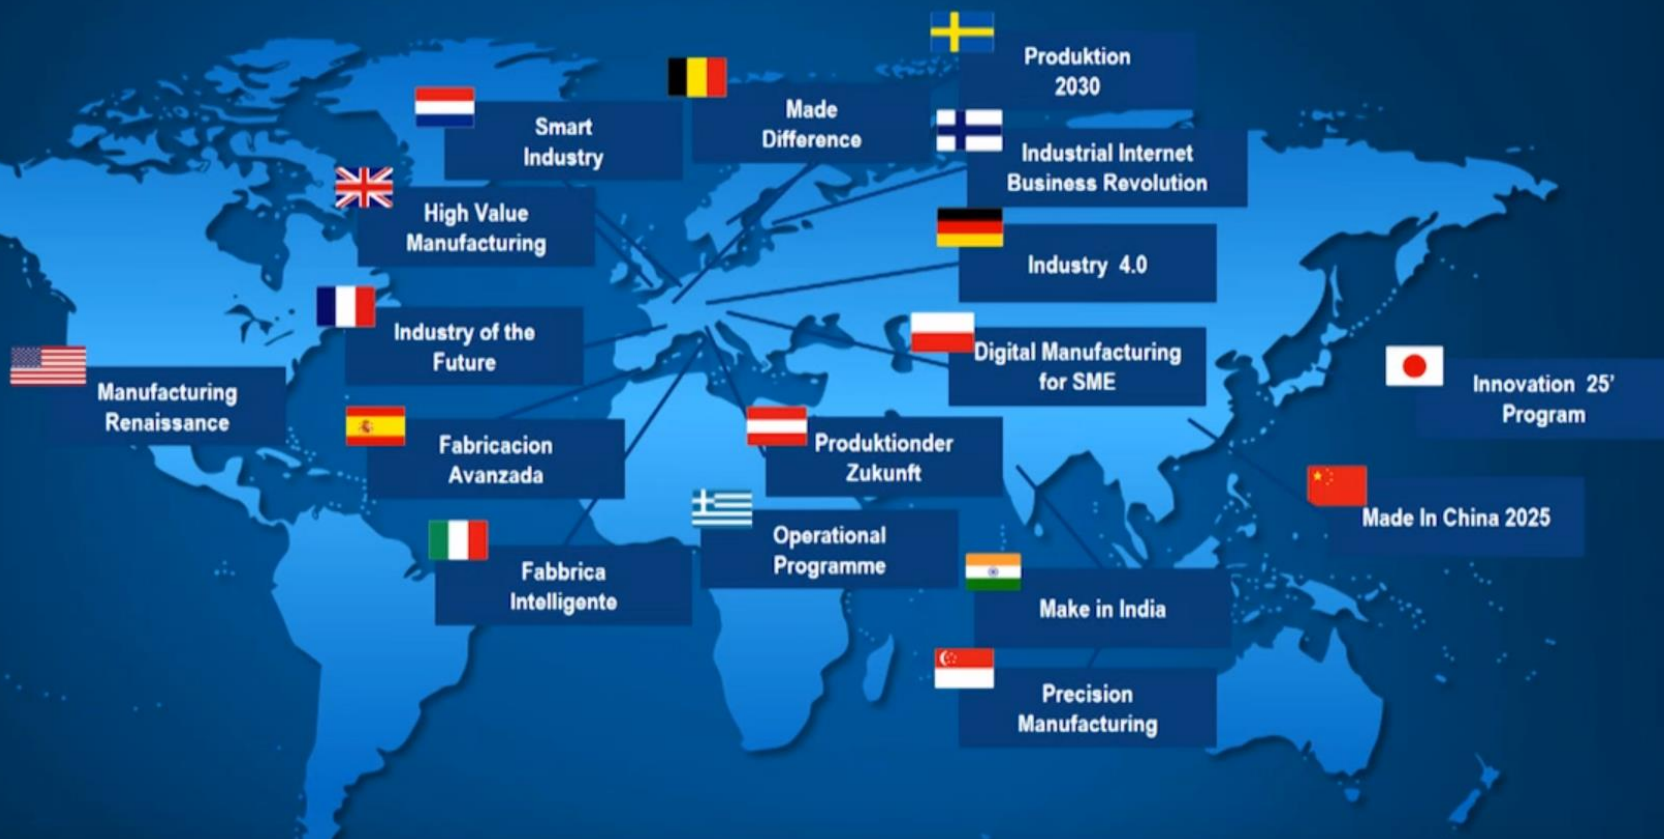 Produktion
2030
Made
Difference
Smart
Industry
Industrial Internet
Business Revolution
High Value
Manufacturing
Industry 4.0
Industry of the
Future
Digital Manufacturing
for SME
Manufacturing
Renaissance
Innovation 25'
Program
Fabricacion
Avanzada
Produktionder
Zukunft
Made In China 2025
Operational
Programme
Fabbrica
Intelligente
Make in India
Precision
Manufacturing